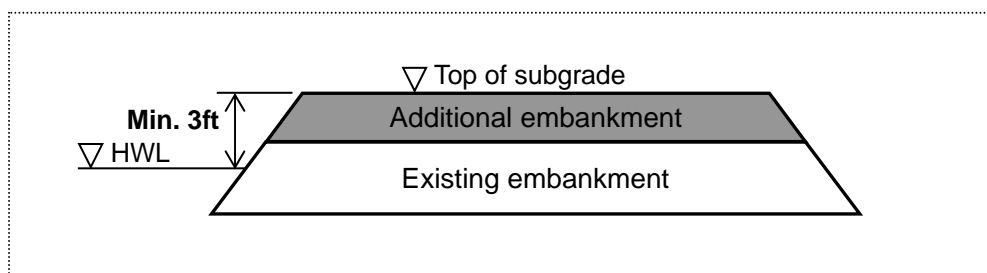 Top of subgrade
Min. 3ft
Additional embankment
HWL
Existing embankment